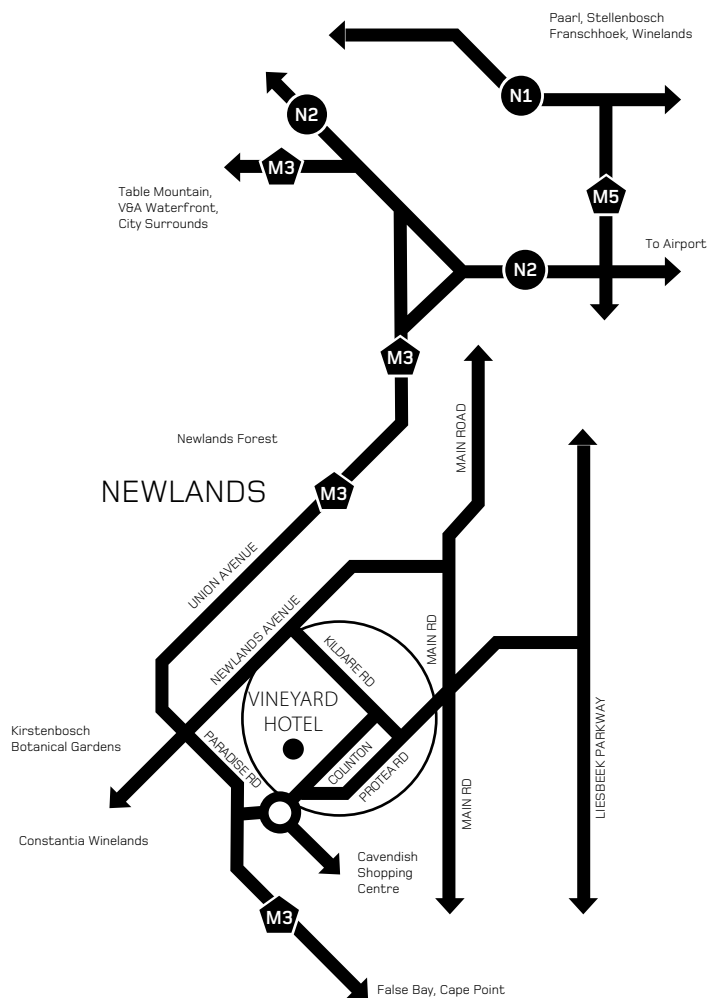 Paarl, Stellenbosch
Franschhoek, Winelands
N1
N2
M3
Table Mountain,
V&A Waterfront,
City Surrounds
M5
To Airport
N2
M3
MAIN ROAD
Newlands Forest
NEWLANDS
M3
UNION AVENUE
NEWLANDS AVENUE
KILDARE RD
MAIN RD
VINEYARD
HOTEL
Kirstenbosch
Botanical Gardens
PARADISE RD
COLINTON
PROTEA RD
MAIN RD
LIESBEEK PARKWAY
Constantia Winelands
Cavendish
Shopping
Centre
M3
False Bay, Cape Point